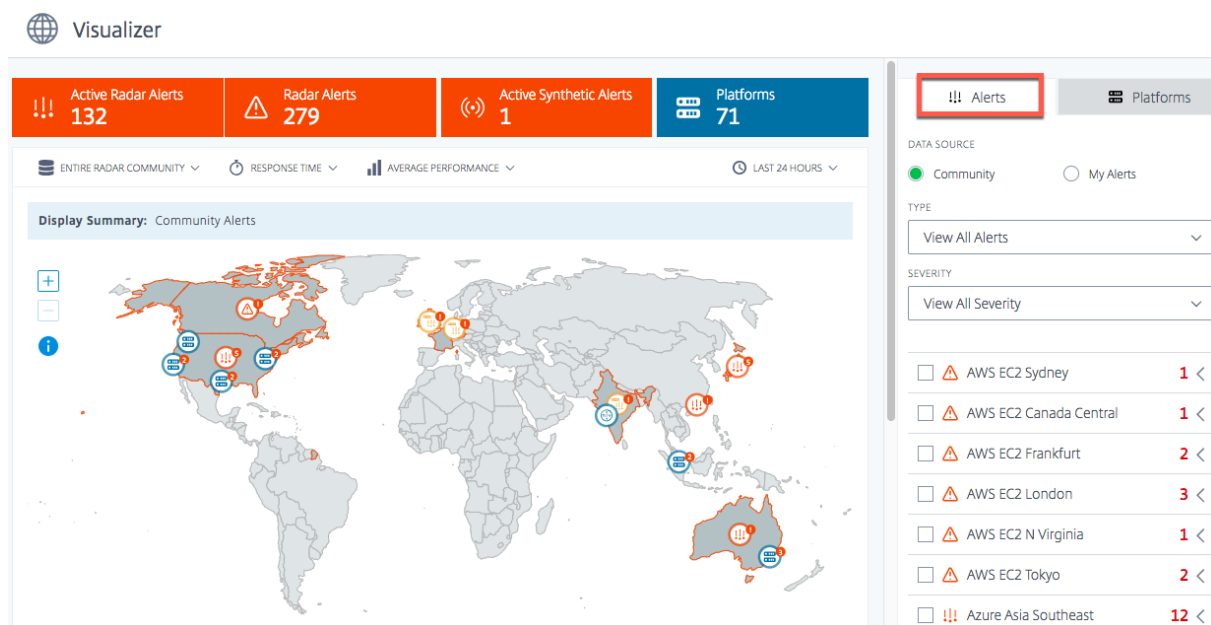 Visualizer
Active Radar Alerts
132
Radar Alerts
279
Active Synthetic Alerts
1
Platforms
71
ENTIRE RADAR COMMUNITY
RESPONSE TIME
AVERAGE PERFORMANCE
LAST 24 HOURS
Display Summary: Community Alerts
Alerts
Platforms
DATA SOURCE
Community
My Alerts
TYPE
View All Alerts
SEVERITY
View All Severity
AWS EC2 Sydney 1
AWS EC2 Canada Central 1
AWS EC2 Frankfurt 2
AWS EC2 London 3
AWS EC2 N Virginia 1
AWS EC2 Tokyo 2
Azure Asia Southeast 12